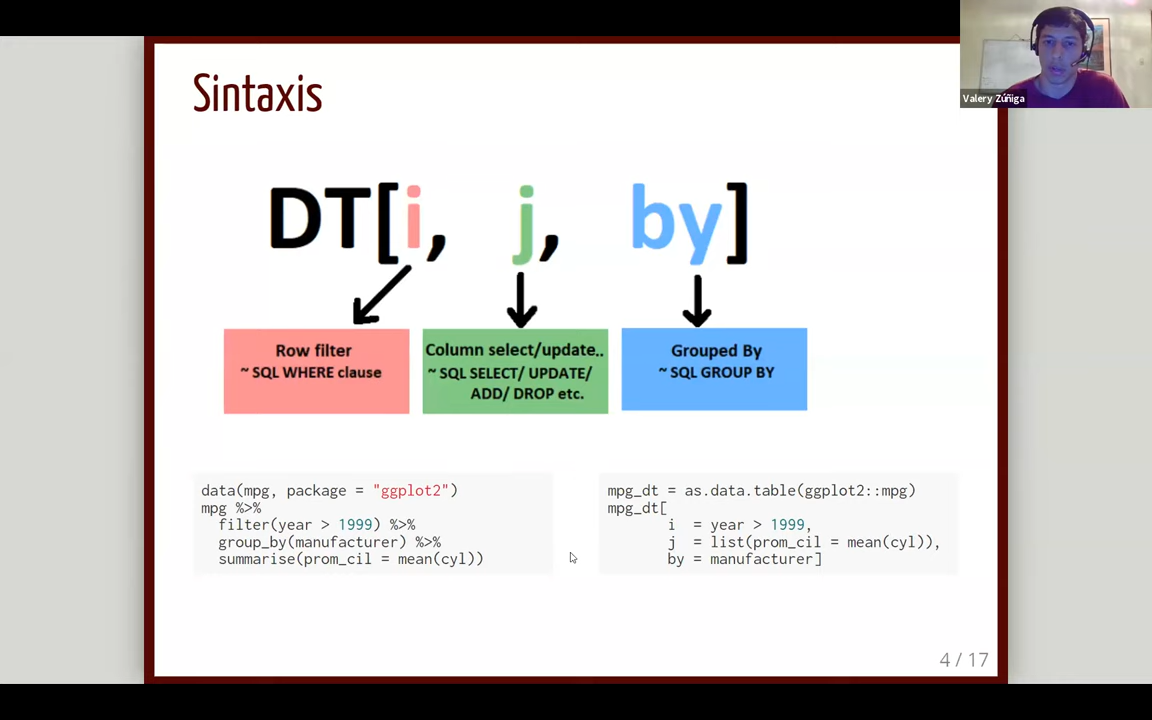 Sintaxis
Valery Zúñiga
DT[i, j, by]
Row filter
~ SQL WHERE clause
Column select/update..
~ SQL SELECT/ UPDATE/
ADD/ DROP etc.
Grouped By
~ SQL GROUP BY
data(mpg, package = "ggplot2")
mpg %>%
  filter(year > 1999) %>%
  group_by(manufacturer) %>%
  summarise(prom_cil = mean(cyl))
mpg_dt = as.data.table(ggplot2::mpg)
mpg_dt[
       i  = year > 1999,
       j  = list(prom_cil = mean(cyl)),
       by = manufacturer]
4 / 17